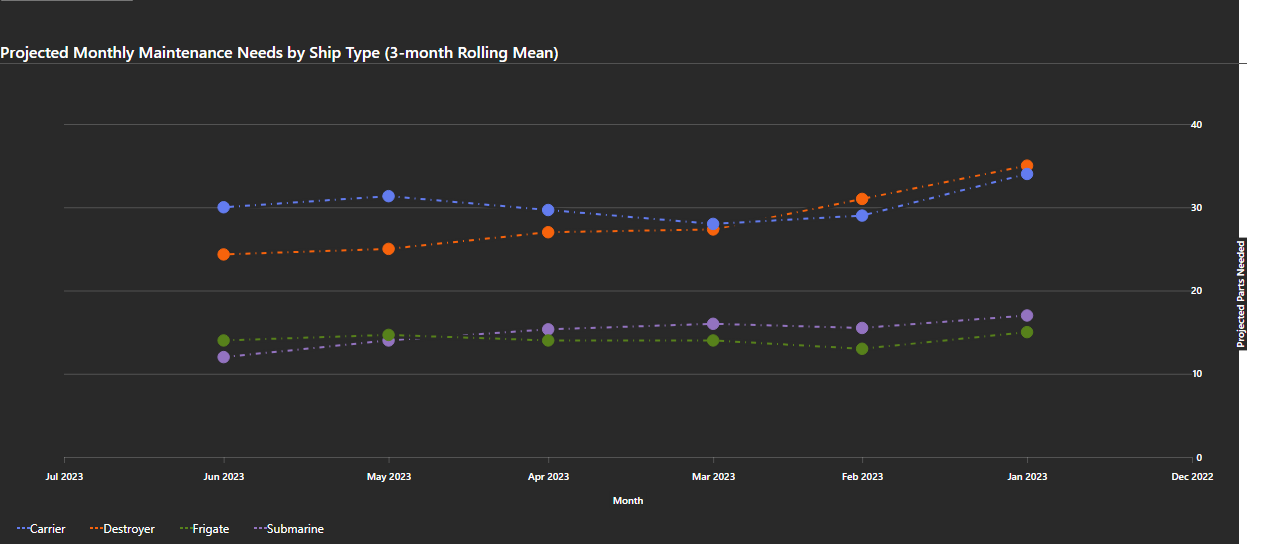 Projected Monthly Maintenance Needs by Ship Type (3-month Rolling Mean)
40
30
20
10
0
Projected Parts Needed
Jul 2023 Jun 2023 May 2023 Apr 2023 Mar 2023 Feb 2023 Jan 2023 Dec 2022
Month
Carrier Destroyer Frigate Submarine